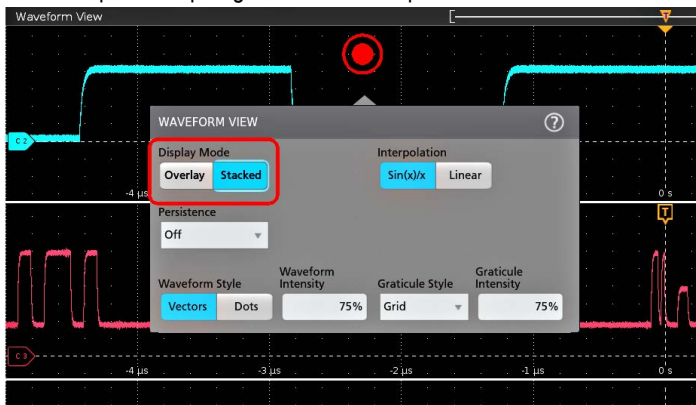 Waveform View
T
C 2
WAVEFORM VIEW
?
Display Mode
Interpolation
Overlay Stacked
Sin(x)/x Linear
-4 µs
0 s
T
Persistence
Off
Waveform Style
Waveform Intensity
Graticule Style
Graticule Intensity
Vectors Dots
75%
Grid
75%
C 3
-4 µs
-3 µs
-2 µs
-1 µs
0 s